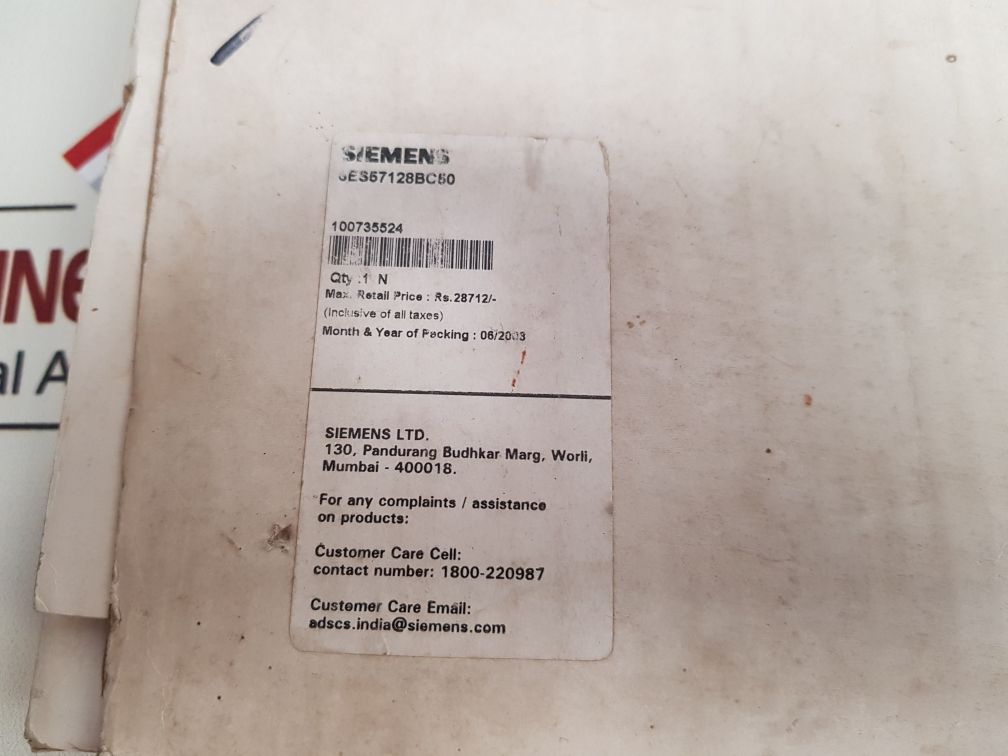 SIEMENS
6ES57128BC50
100735524
Qty :1 N
Max. Retail Price : Rs.28712/-
(Inclusive of all taxes)
Month & Year of Packing :
SIEMENS LTD.
130, Pandurang Budhkar Marg, Worli,
Mumbai - 400018.
For any complaints / assistance
on products:
Customer Care Cell:
contact number: 1800-220987
Customer Care Email:
adscs.india@siemens.com